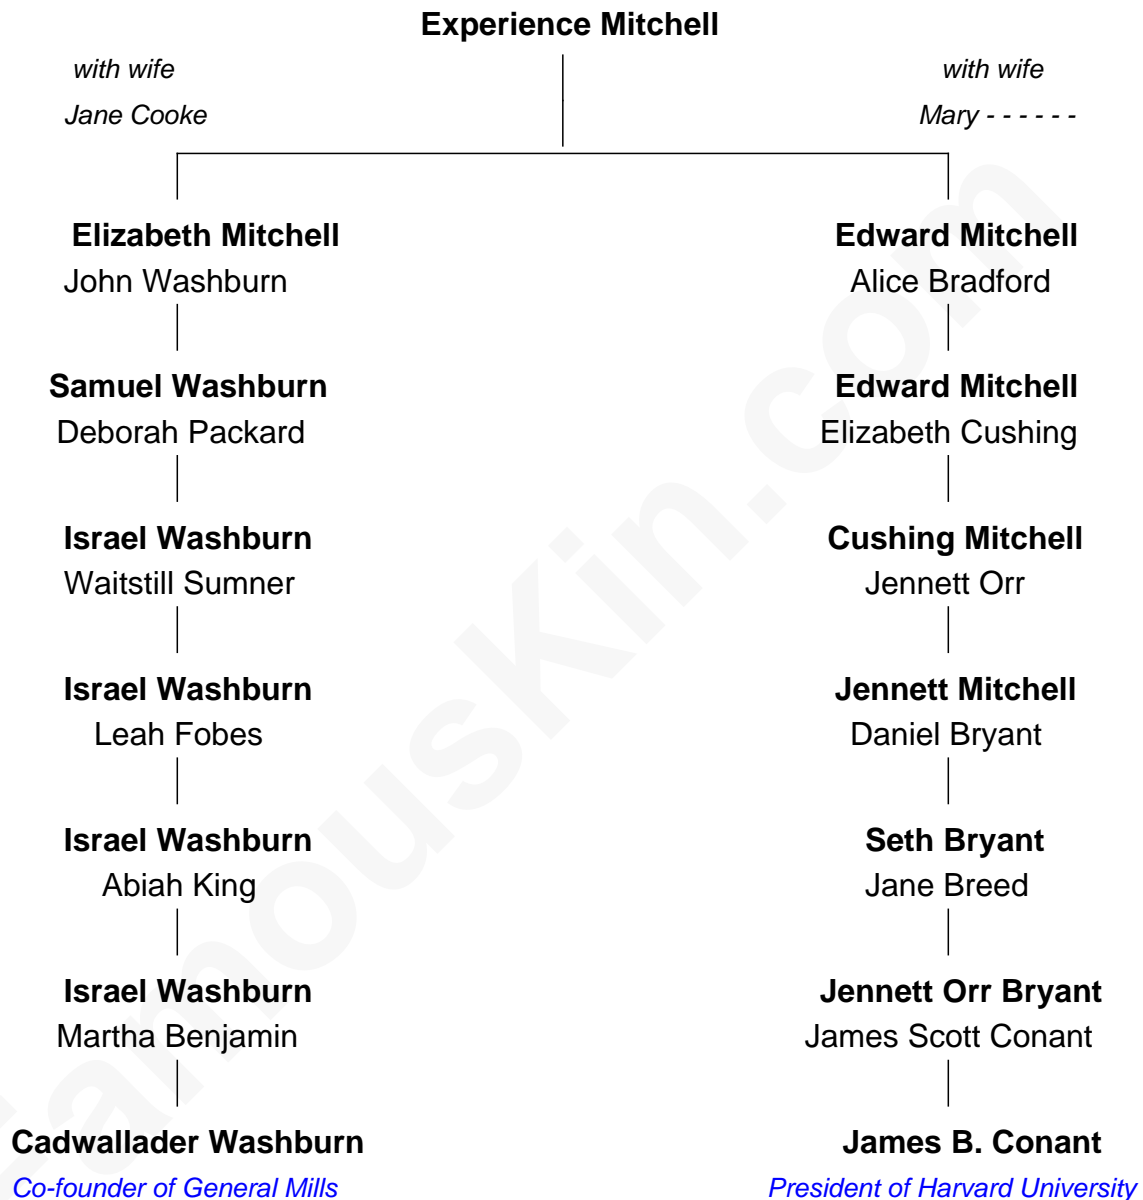 Experience Mitchell
with wife with wife
Jane Cooke Mary - - - - - -
Elizabeth Mitchell Edward Mitchell
John Washburn Alice Bradford
Samuel Washburn Edward Mitchell
Deborah Packard Elizabeth Cushing
Israel Washburn Cushing Mitchell
Waitstill Sumner Jennett Orr
Israel Washburn Jennett Mitchell
Leah Fobes Daniel Bryant
Israel Washburn Seth Bryant
Abiah King Jane Breed
Israel Washburn Jennett Orr Bryant
Martha Benjamin James Scott Conant
Cadwallader Washburn James B. Conant
Co-founder of General Mills President of Harvard University
FamousKin.com